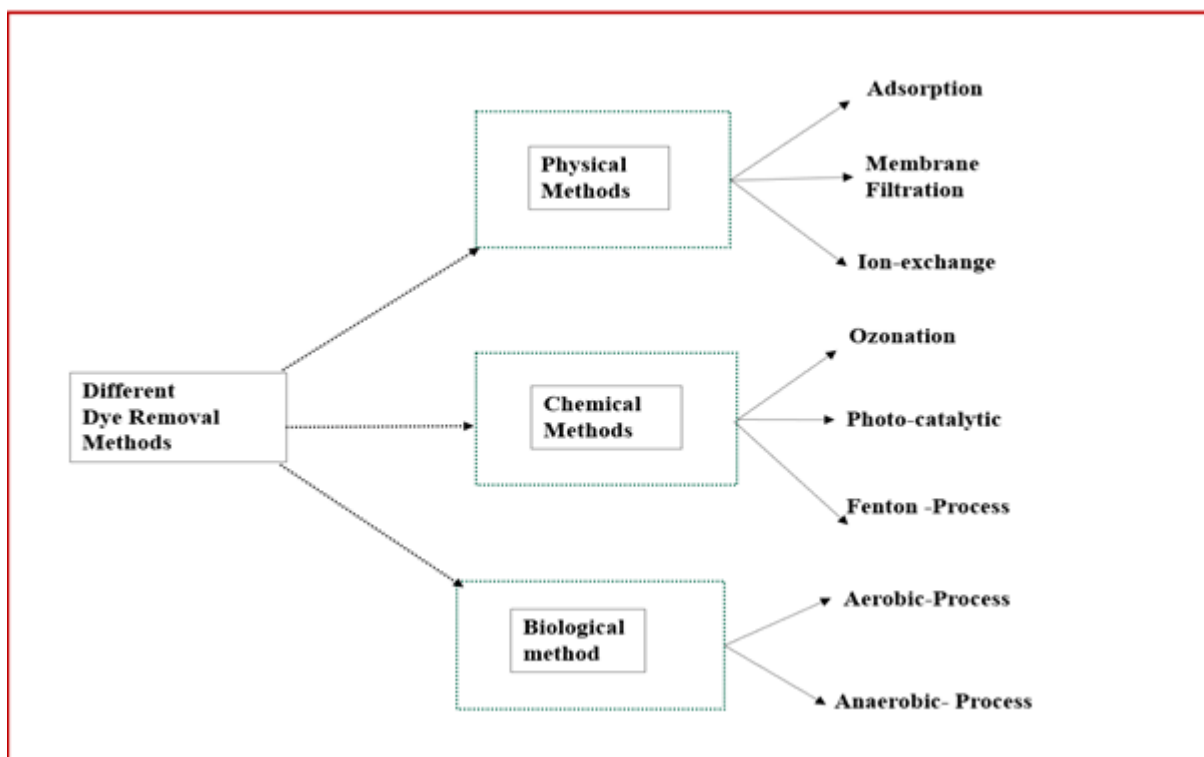 Adsorption
Physical
Methods
Membrane
Filtration
Ion-exchange
Different
Dye Removal
Methods
Chemical
Methods
Ozonation
Photo-catalytic
Fenton -Process
Biological
method
Aerobic-Process
Anaerobic- Process